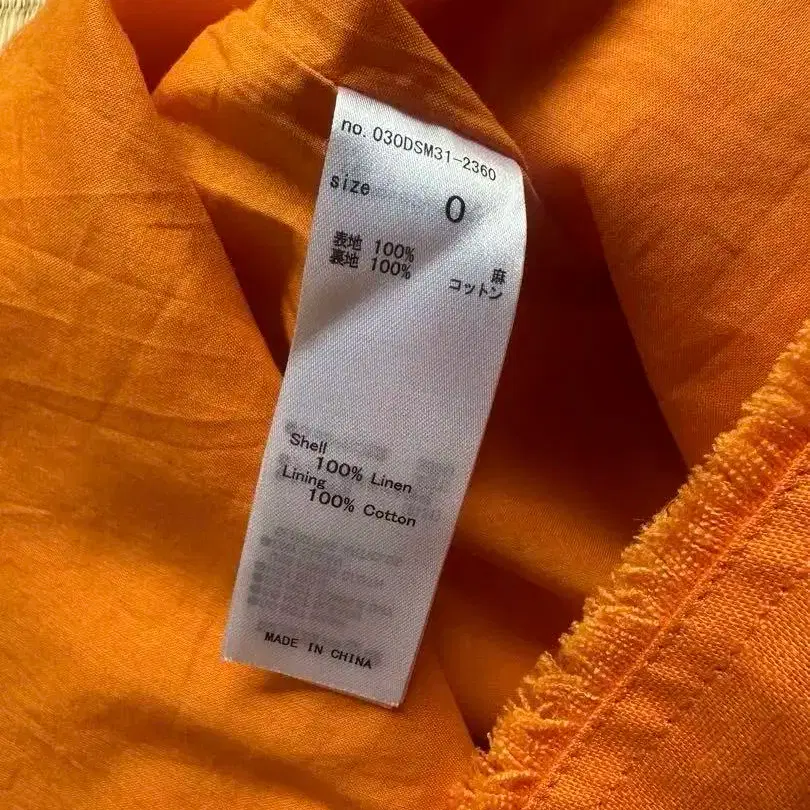 no. 030DSM31-2360
size 0
表地 100% 麻
裏地 100% コットン
Shell
100% Linen
Lining
100% Cotton
MADE IN CHINA